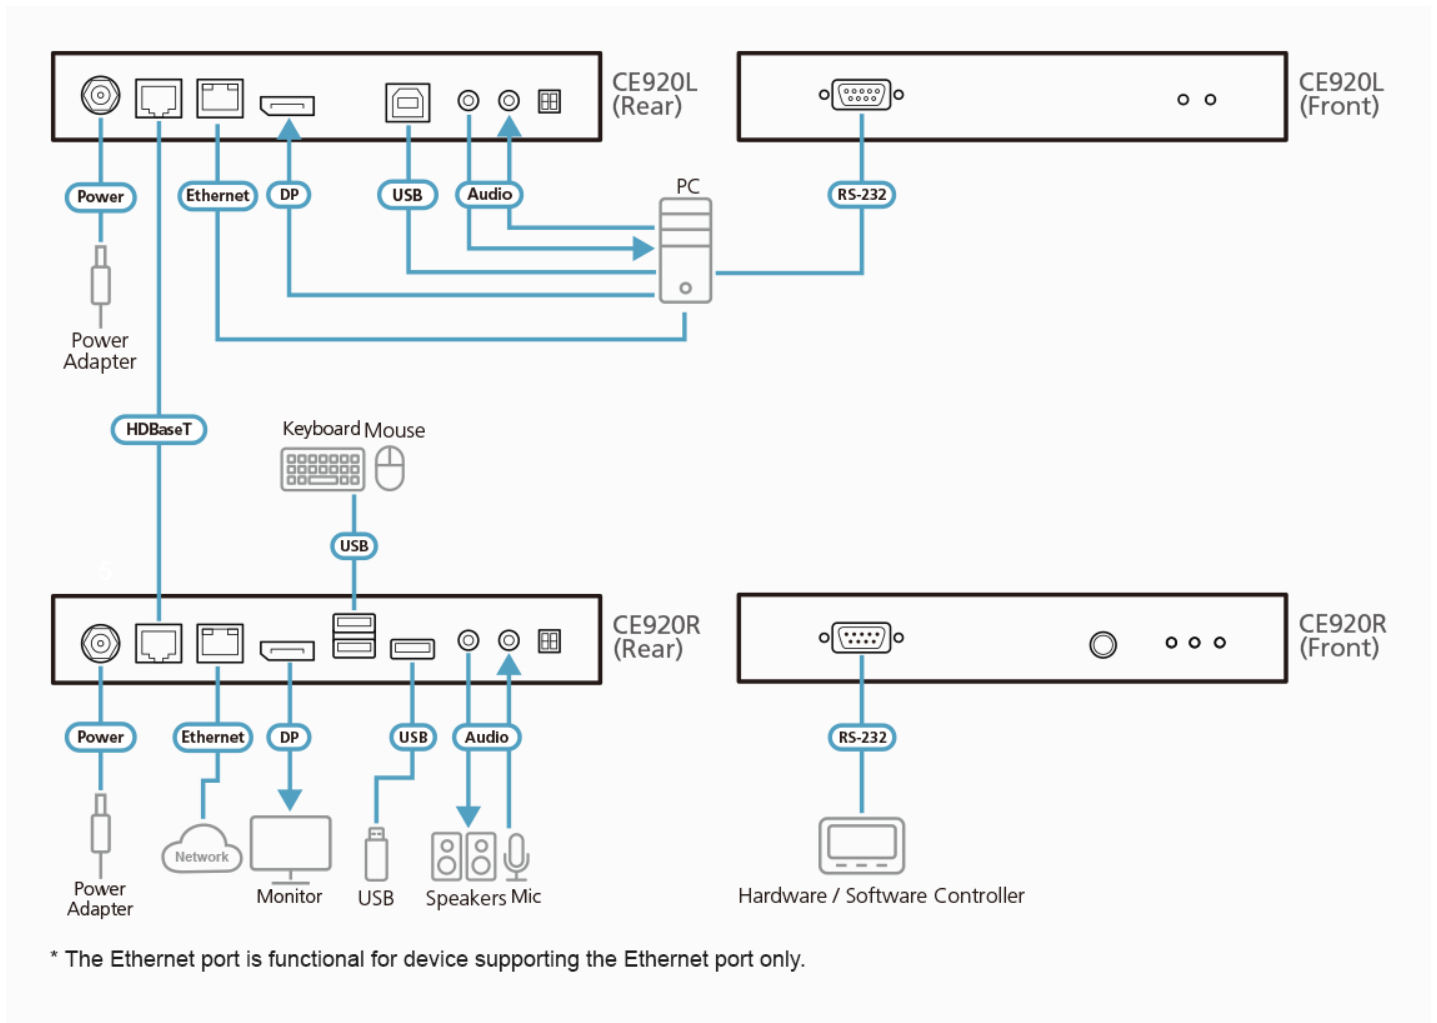 CE920L
(Rear)
CE920L
(Front)
Power
Ethernet
DP
USB
Audio
PC
RS-232
Power
Adapter
HDBaseT
Keyboard Mouse
USB
5
CE920R
(Rear)
CE920R
(Front)
Power
Ethernet
DP
USB
Audio
RS-232
Network
Power
Adapter
Monitor
USB
Speakers Mic
Hardware / Software Controller
* The Ethernet port is functional for device supporting the Ethernet port only.